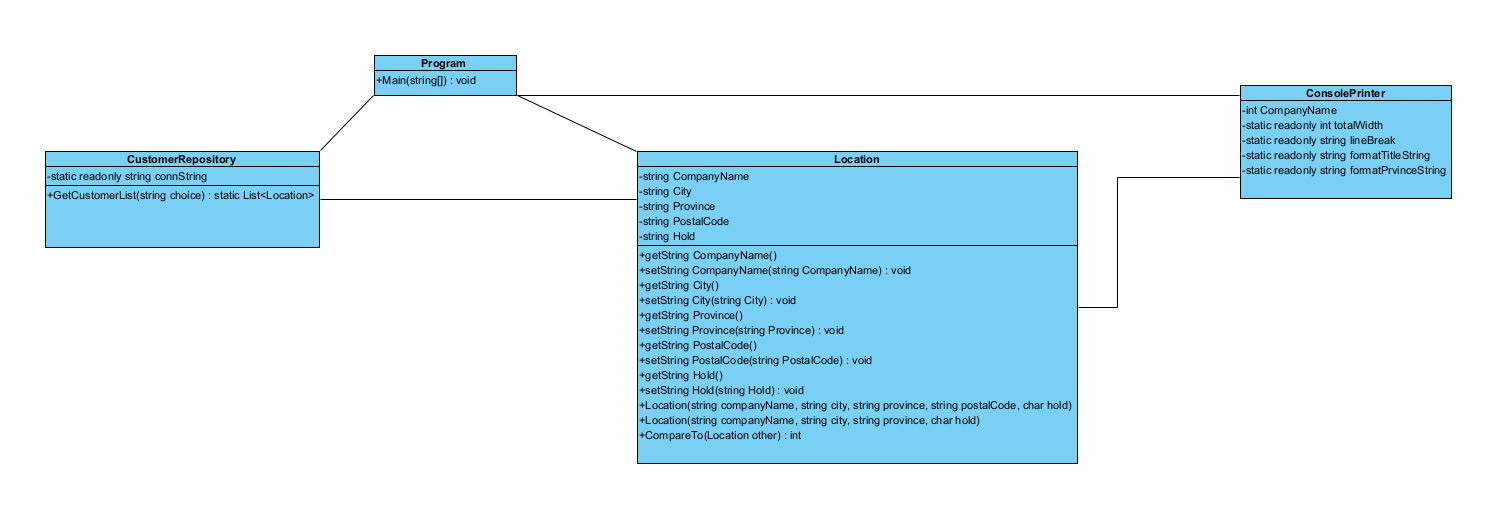 Program
+Main(string[]) : void
CustomerRepository
-static readonly string connString
+GetCustomerList(string choice) : static List<Location>
Location
-string CompanyName
-string City
-string Province
-string PostalCode
-string Hold
+getString CompanyName()
+setString CompanyName(string CompanyName) : void
+getString City()
+setString City(string City) : void
+getString Province()
+setString Province(string Province) : void
+getString PostalCode()
+setString PostalCode(string PostalCode) : void
+getString Hold()
+setString Hold(string Hold) : void
+Location(string companyName, string city, string province, string postalCode, char hold)
+Location(string companyName, string city, string province, char hold)
+CompareTo(Location other) : int
ConsolePrinter
-int CompanyName
-static readonly int totalWidth
-static readonly string lineBreak
-static readonly string formatTitleString
-static readonly string formatPrvinceString